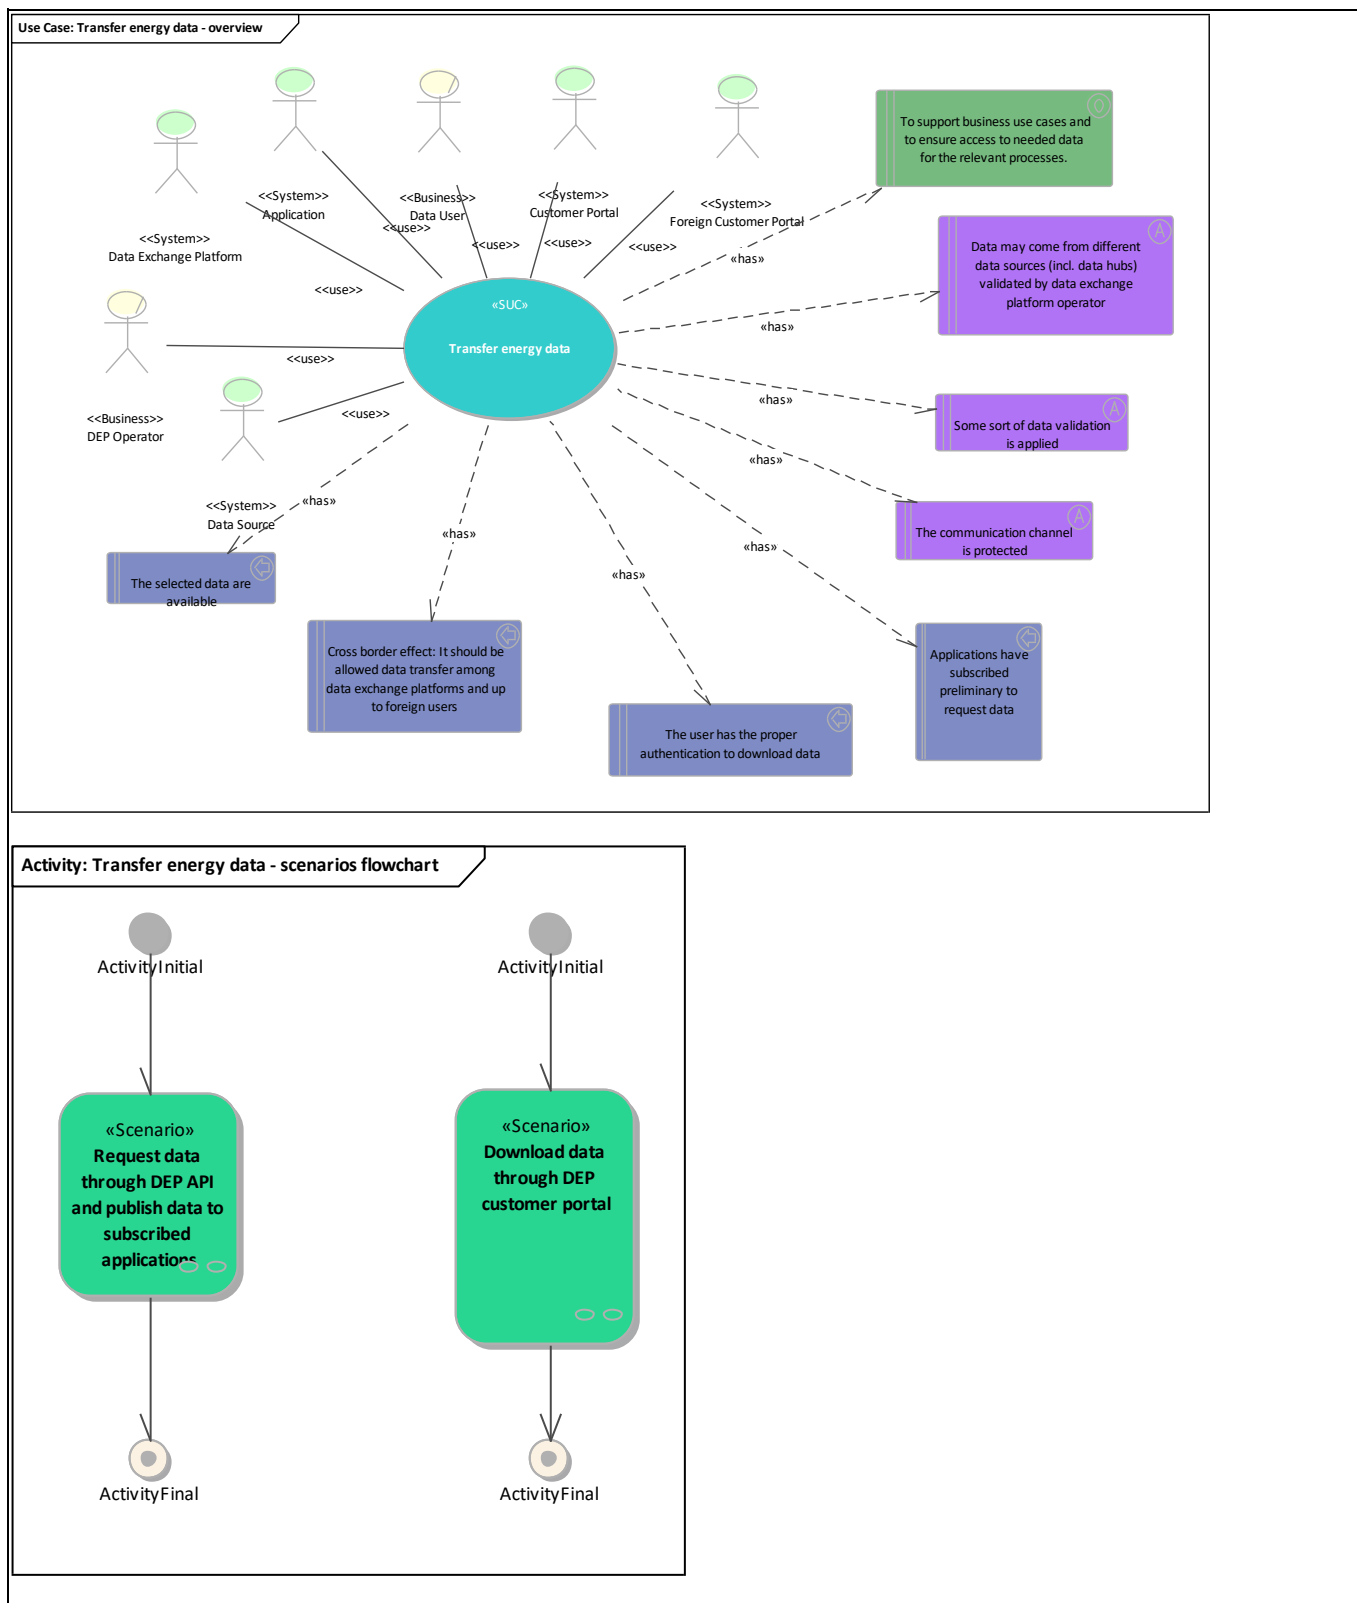 Use Case: Transfer energy data - overview
<<System>>
Data Exchange Platform
<<System>>
Application
<<Business>>
Data User
<<System>>
Customer Portal
<<System>>
Foreign Customer Portal
<<use>>
<<use>>
<<use>>
<<use>>
<<use>>
<<use>>
<<use>>
<<Business>>
DEP Operator
<<System>>
Data Source
«SUC»
Transfer energy data
«has»
To support business use cases and
to ensure access to needed data
for the relevant processes.
«has»
Data may come from different
data sources (incl. data hubs)
validated by data exchange
platform operator
«has»
Some sort of data validation
is applied
«has»
The communication channel
is protected
«has»
Applications have
subscribed
preliminary to
request data
«has»
The user has the proper
authentication to download data
«has»
Cross border effect: It should be
allowed data transfer among
data exchange platforms and up
to foreign users
«has»
The selected data are
available
O
A
A
A
Activity: Transfer energy data - scenarios flowchart
ActivityInitial
«Scenario»
Request data
through DEP API
and publish data to
subscribed
applications
ActivityFinal
ActivityInitial
«Scenario»
Download data
through DEP
customer portal
ActivityFinal